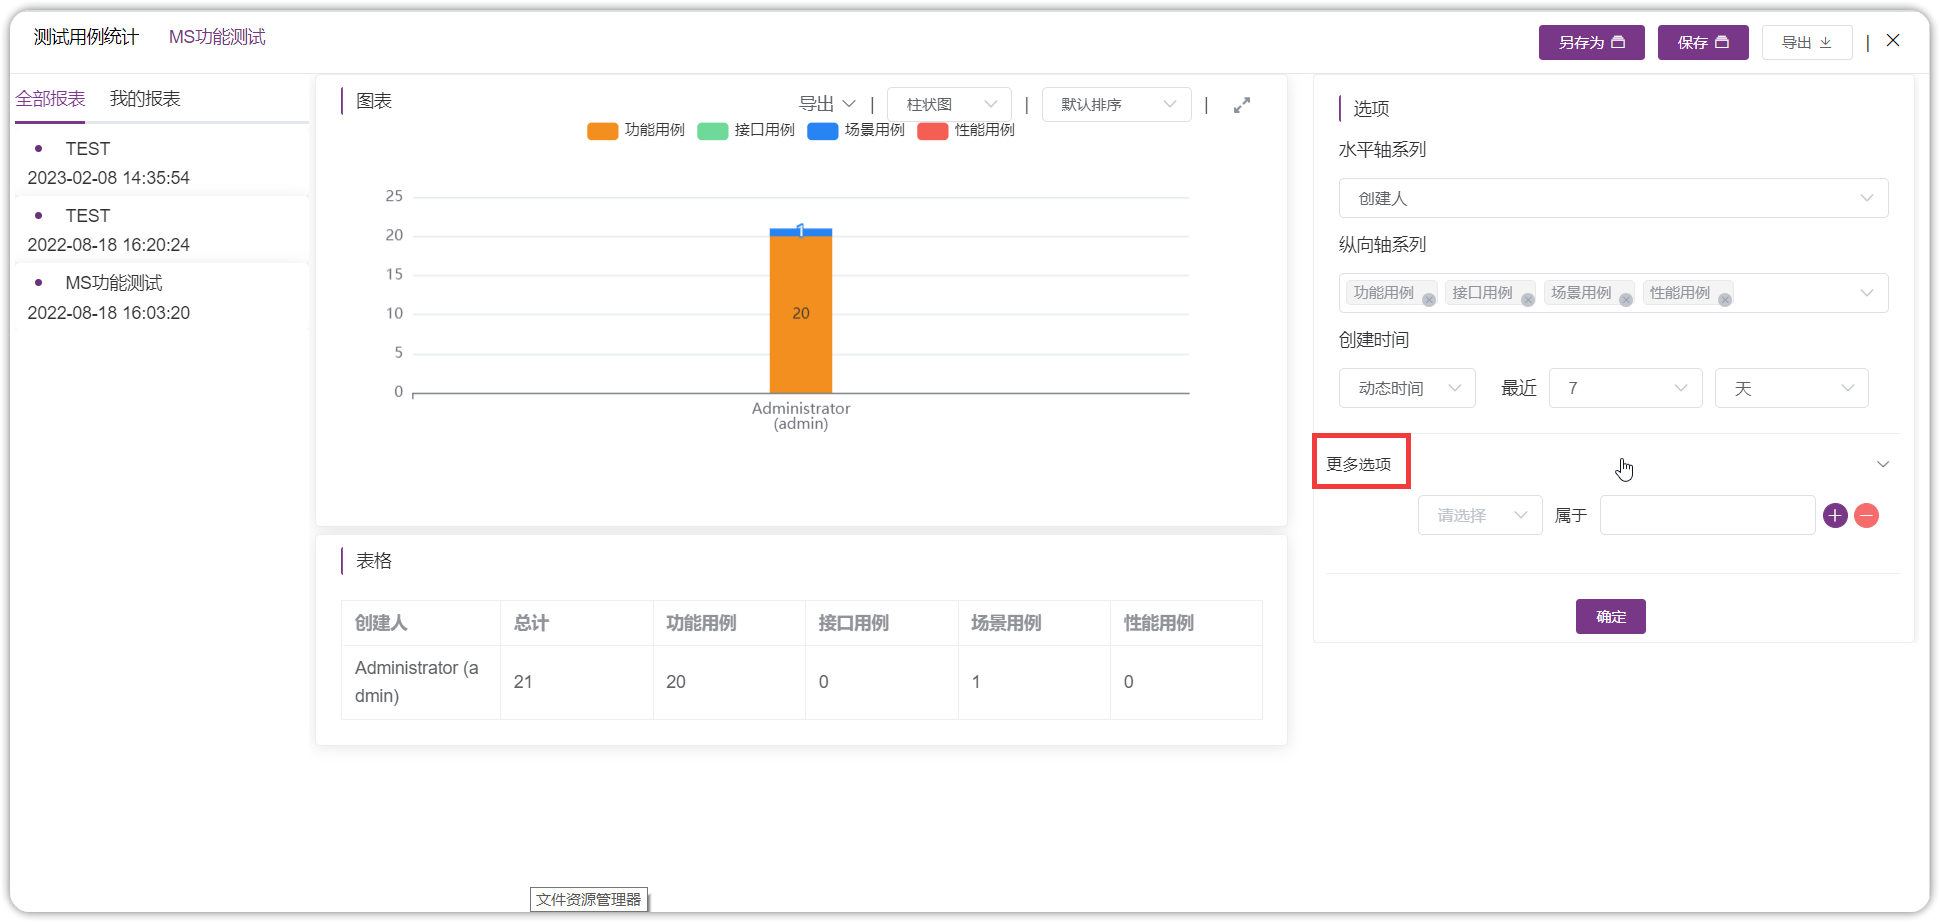 测试用例统计 MS功能测试
另存为 保存 导出
全部报表 我的报表
TEST
2023-02-08 14:35:54
TEST
2022-08-18 16:20:24
MS功能测试
2022-08-18 16:03:20
图表
导出 | 柱状图 | 默认排序 |
功能用例 接口用例 场景用例 性能用例
25
20
15
10
5
0
1
20
Administrator
(admin)
表格
创建人 总计 功能用例 接口用例 场景用例 性能用例
Administrator (a
dmin)
21 20 0 1 0
选项
水平轴系列
创建人
纵向轴系列
功能用例 接口用例 场景用例 性能用例
创建时间
动态时间 最近 7 天
更多选项
请选择 属于
确定
文件资源管理器